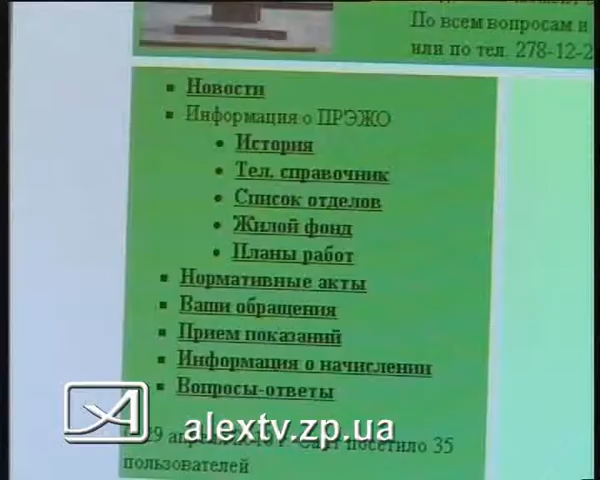 По всем вопросам и
или по тел. 278-12-2
Новости
Информация о ПРЭЖО
История
Тел. справочник
Список отделов
Жилой фонд
Планы работ
Нормативные акты
Ваши обращения
Прием показаний
Информация о начислении
Вопросы-ответы
alextv.zp.ua
посетило 35
пользователей